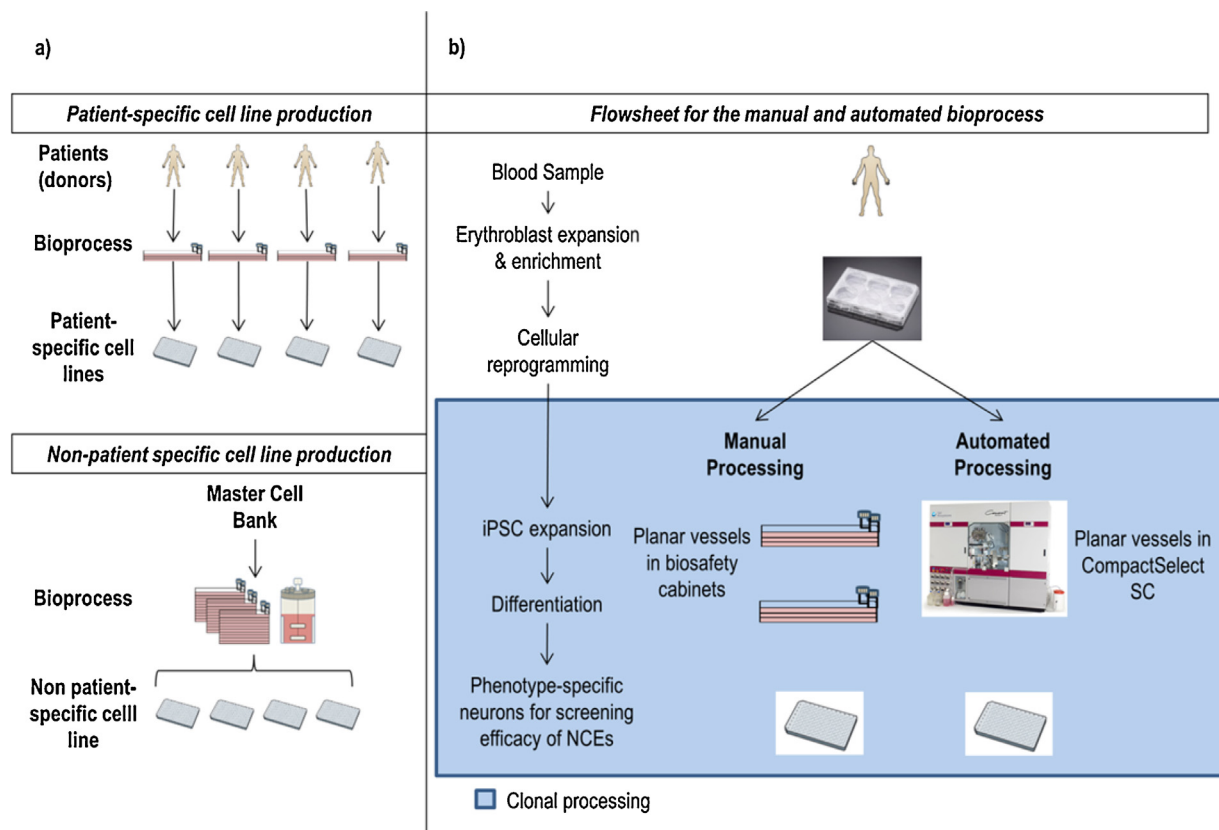 a)
Patient-specific cell line production
Patients
(donors)
Bioprocess
Patient-
specific cell
lines
Non-patient specific cell line production
Master Cell
Bank
Bioprocess
Non patient-
specific celll
line
b)
Flowsheet for the manual and automated bioprocess
Blood Sample
Erythroblast expansion
& enrichment
Cellular
reprogramming
iPSC expansion
Differentiation
Phenotype-specific
neurons for screening
efficacy of NCEs
Manual
Processing
Planar vessels
in biosafety
cabinets
Automated
Processing
Planar vessels in
CompactSelect
SC
Clonal processing